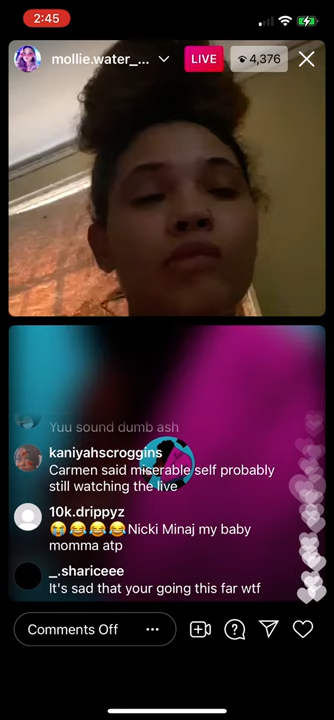 2:45
mollie.water_...
LIVE
4,376
Yuu sound dumb ash
kaniyahscroggins
Carmen said miserable self probably
still watching the live
10k.drippyz
😭😂😂😂Nicki Minaj my baby
momma atp
_.shariceee
It's sad that your going this far wtf
Comments Off